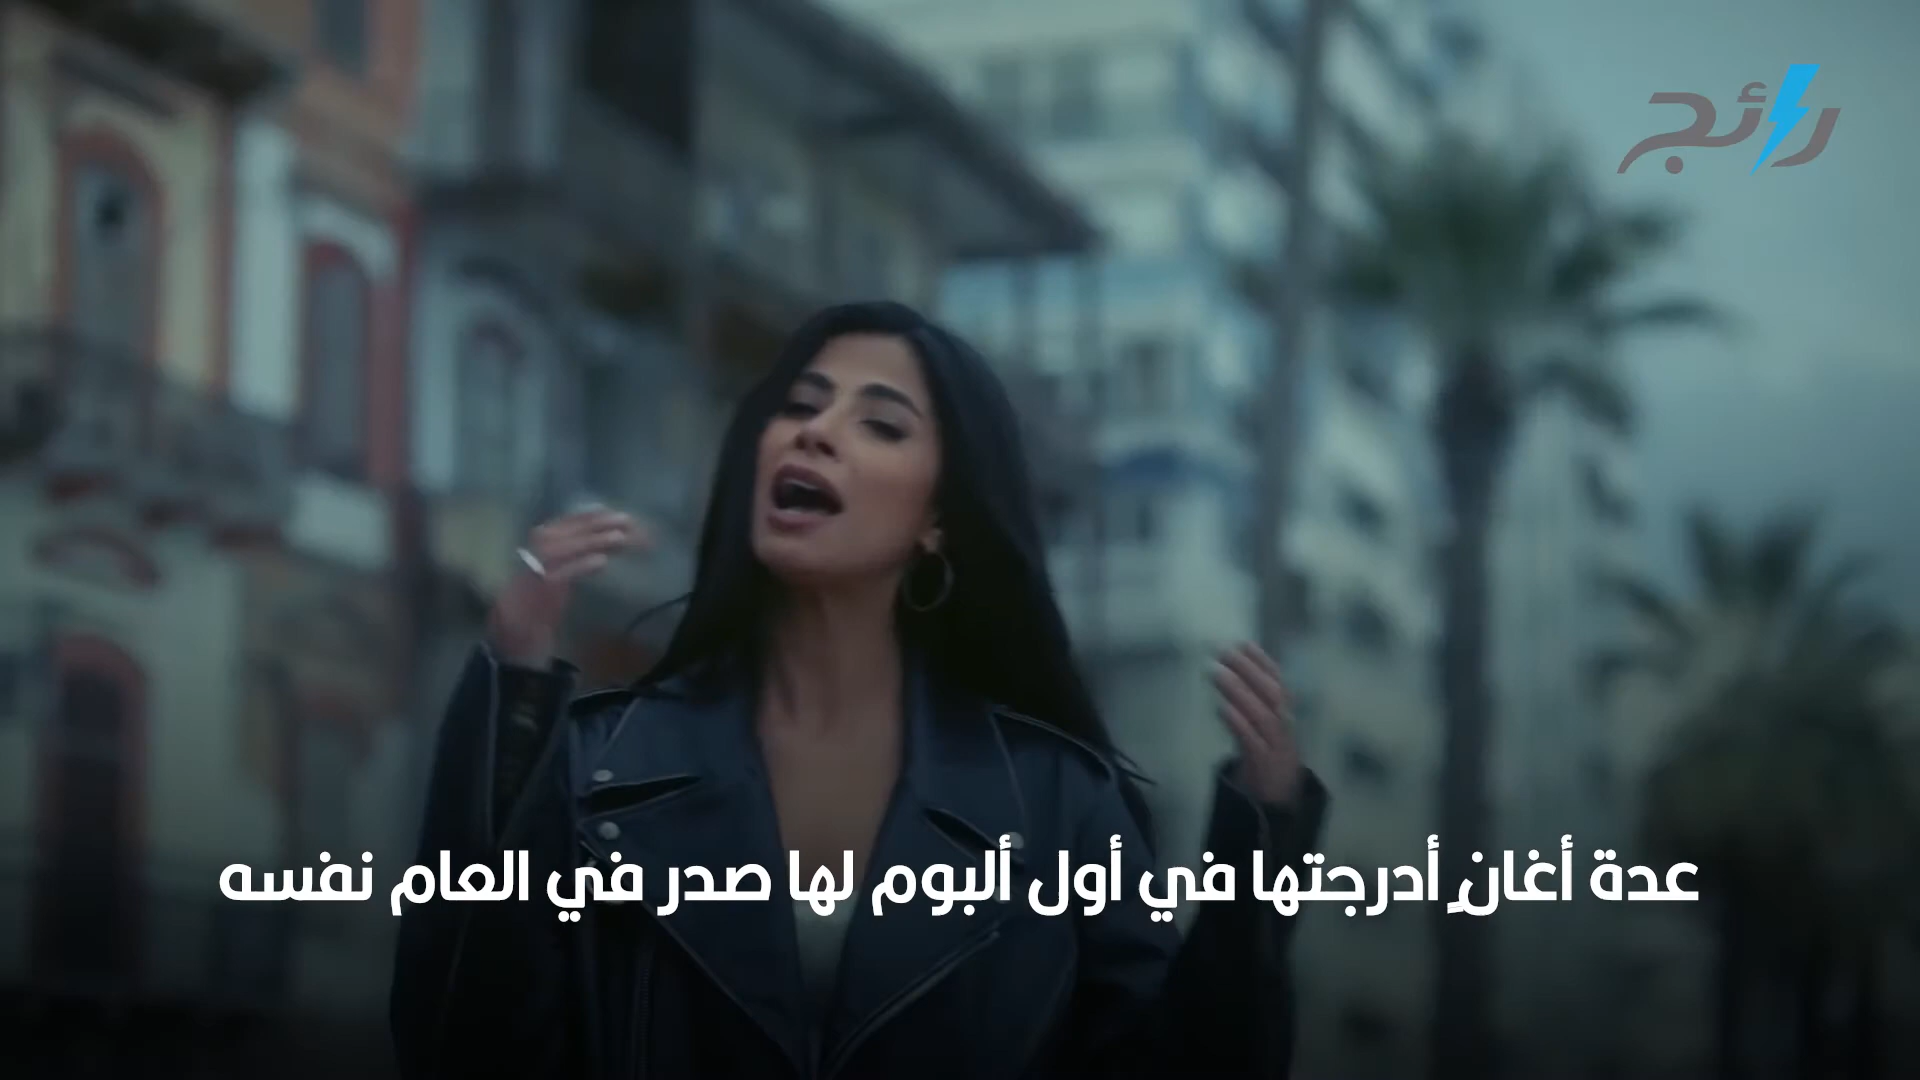 رائج
عدة أغانٍ أدرجتها في أول ألبوم لها صدر في العام نفسه